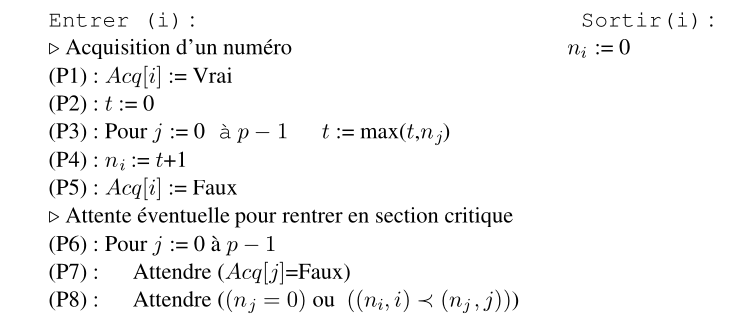 Entrer (i): Sortir(i):
▷ Acquisition d'un numéro n_i := 0
(P1) : Acq[i] := Vrai
(P2) : t := 0
(P3) : Pour j := 0 à p − 1 t := max(t,n_j)
(P4) : n_i := t+1
(P5) : Acq[i] := Faux
▷ Attente éventuelle pour rentrer en section critique
(P6) : Pour j := 0 à p − 1
(P7) : Attendre (Acq[j]=Faux)
(P8) : Attendre ((n_j = 0) ou ((n_i, i) ≺ (n_j, j)))